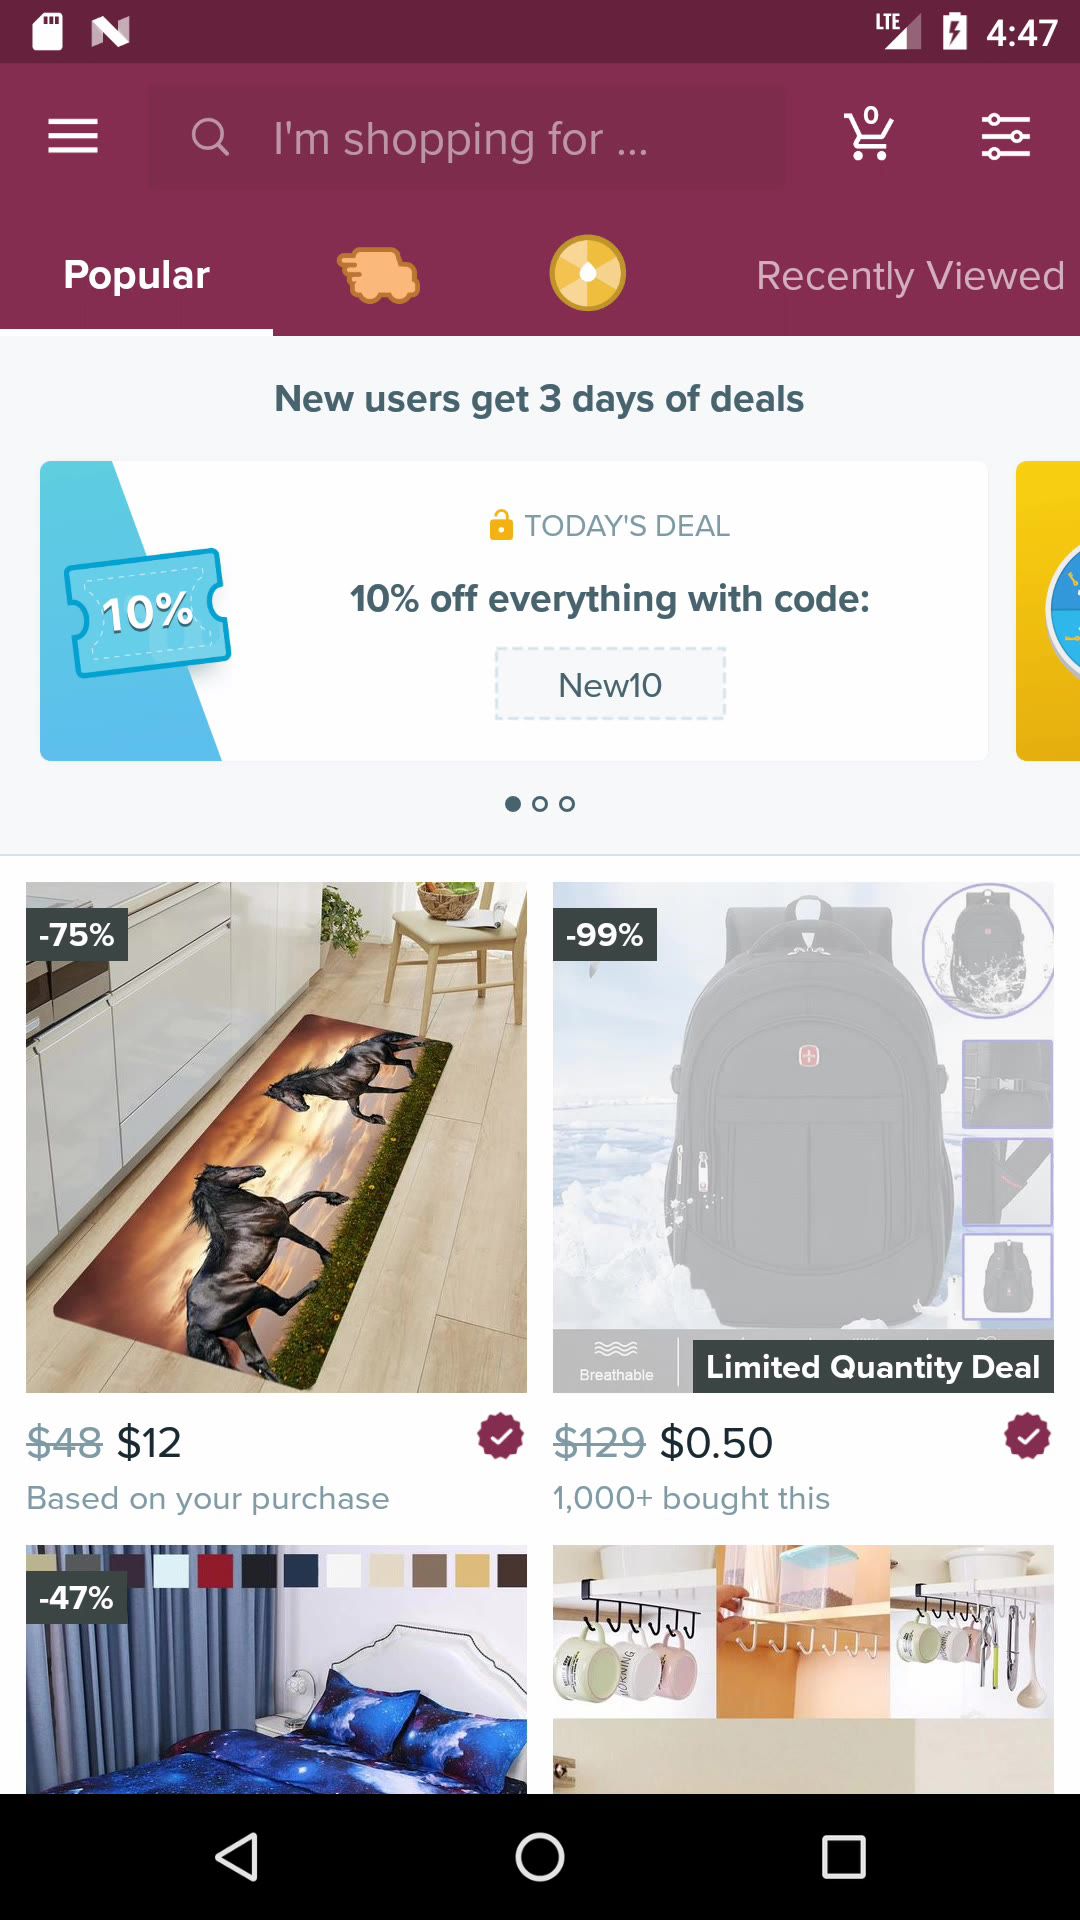 LTE 4:47
I'm shopping for ...
0
Popular
Recently Viewed
New users get 3 days of deals
TODAY'S DEAL
10%
10% off everything with code:
New10
-75%
-99%
Breathable
Limited Quantity Deal
$48 $12
$129 $0.50
Based on your purchase
1,000+ bought this
-47%
MORNING